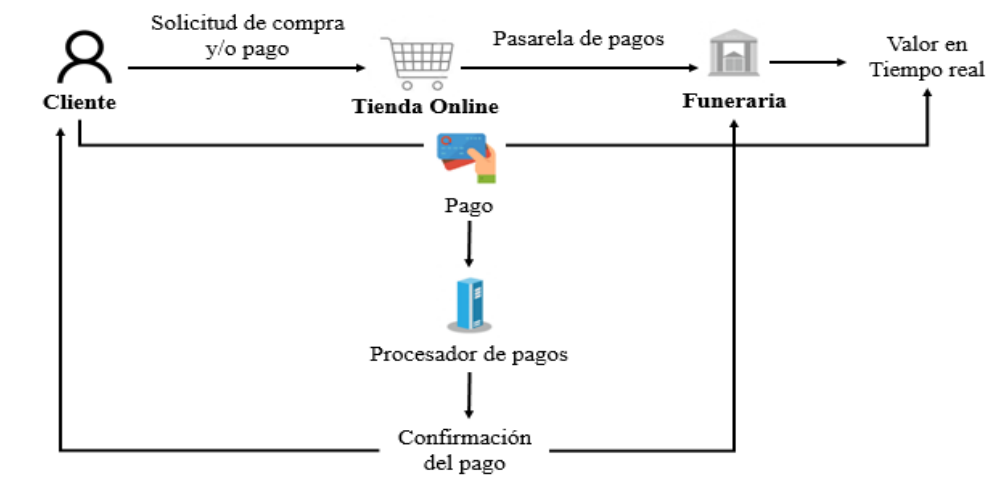 Solicitud de compra
y/o pago
Pasarela de pagos
Valor en
Tiempo real
Cliente
Tienda Online
Funeraria
Pago
Procesador de pagos
Confirmación
del pago